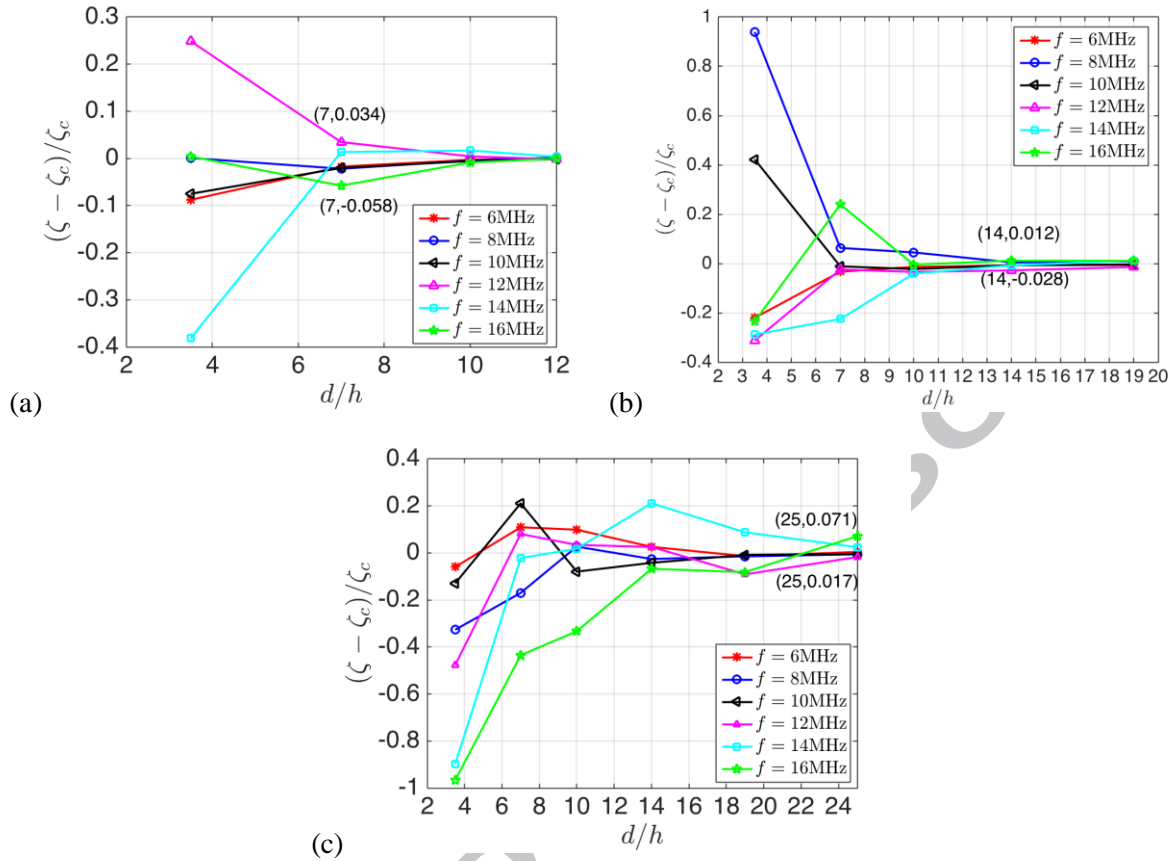 0.3
0.2
0.1
0
-0.1
-0.2
-0.3
-0.4
(ζ − ζc)/ζc
(7,0.034)
(7,-0.058)
f = 6MHz
f = 8MHz
f = 10MHz
f = 12MHz
f = 14MHz
f = 16MHz
2 4 6 8 10 12
d/h
(a)
1
0.8
0.6
0.4
0.2
0
-0.2
-0.4
(ζ − ζc)/ζc
f = 6MHz
f = 8MHz
f = 10MHz
f = 12MHz
f = 14MHz
f = 16MHz
(14,0.012)
(14,-0.028)
2 3 4 5 6 7 8 9 10 11 12 13 14 15 16 17 18 19 20
d/h
(b)
0.4
0.2
0
-0.2
-0.4
-0.6
-0.8
-1
(ζ − ζc)/ζc
(25,0.071)
(25,0.017)
f = 6MHz
f = 8MHz
f = 10MHz
f = 12MHz
f = 14MHz
f = 16MHz
2 4 6 8 10 12 14 16 18 20 22 24
d/h
(c)